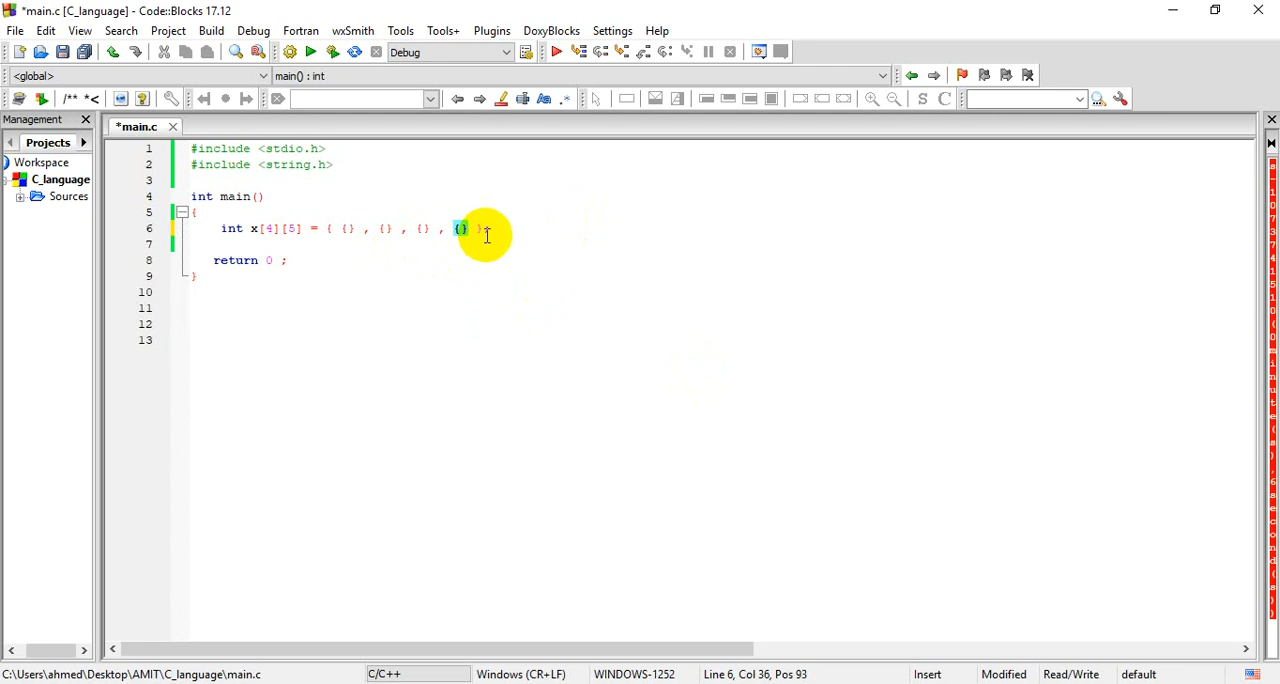 *main.c [C_language] - Code::Blocks 17.12
File Edit View Search Project Build Debug Fortran wxSmith Tools Tools+ Plugins DoxyBlocks Settings Help
Debug
<global> main() : int
/** *< S C
Management
*main.c
Projects
Workspace
C_language
Sources
1 #include <stdio.h>
2 #include <string.h>
3
4 int main()
5 {
6 int x[4][5] = { {} , {} , {} , {} }
7
8 return 0 ;
9 }
10
11
12
13
C:\Users\ahmed\Desktop\AMIT\C_language\main.c C/C++ Windows (CR+LF) WINDOWS-1252 Line 6, Col 36, Pos 93 Insert Modified Read/Write default